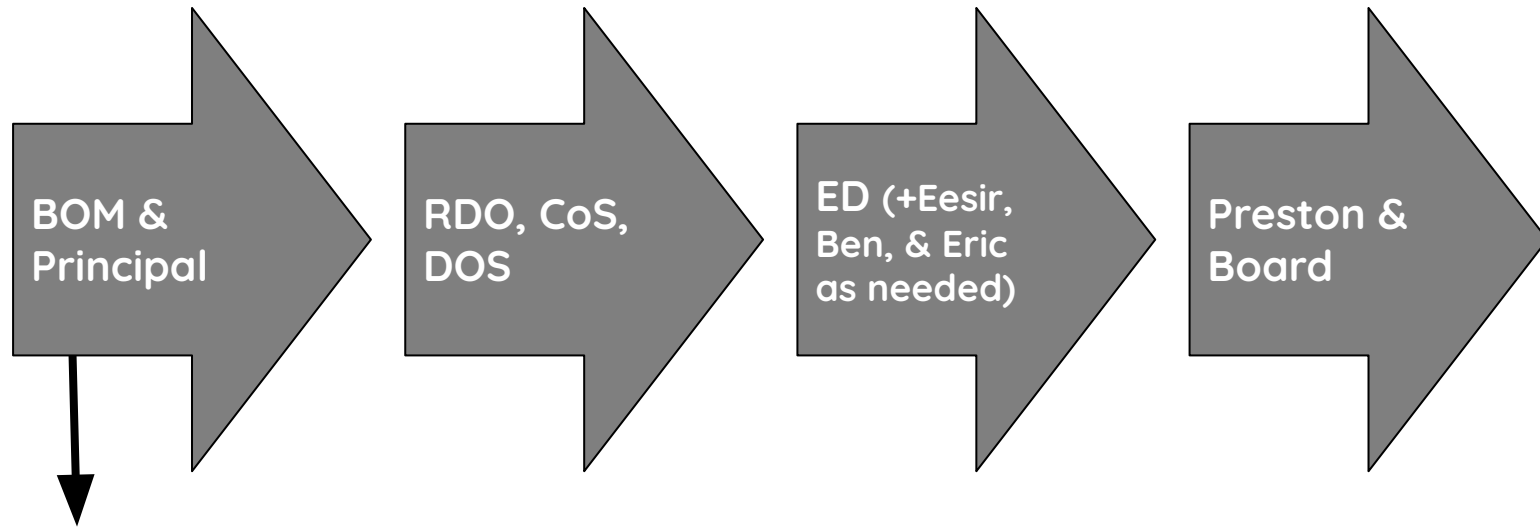 BOM &
Principal
RDO, CoS,
DOS
ED (+Eesir,
Ben, & Eric
as needed)
Preston &
Board